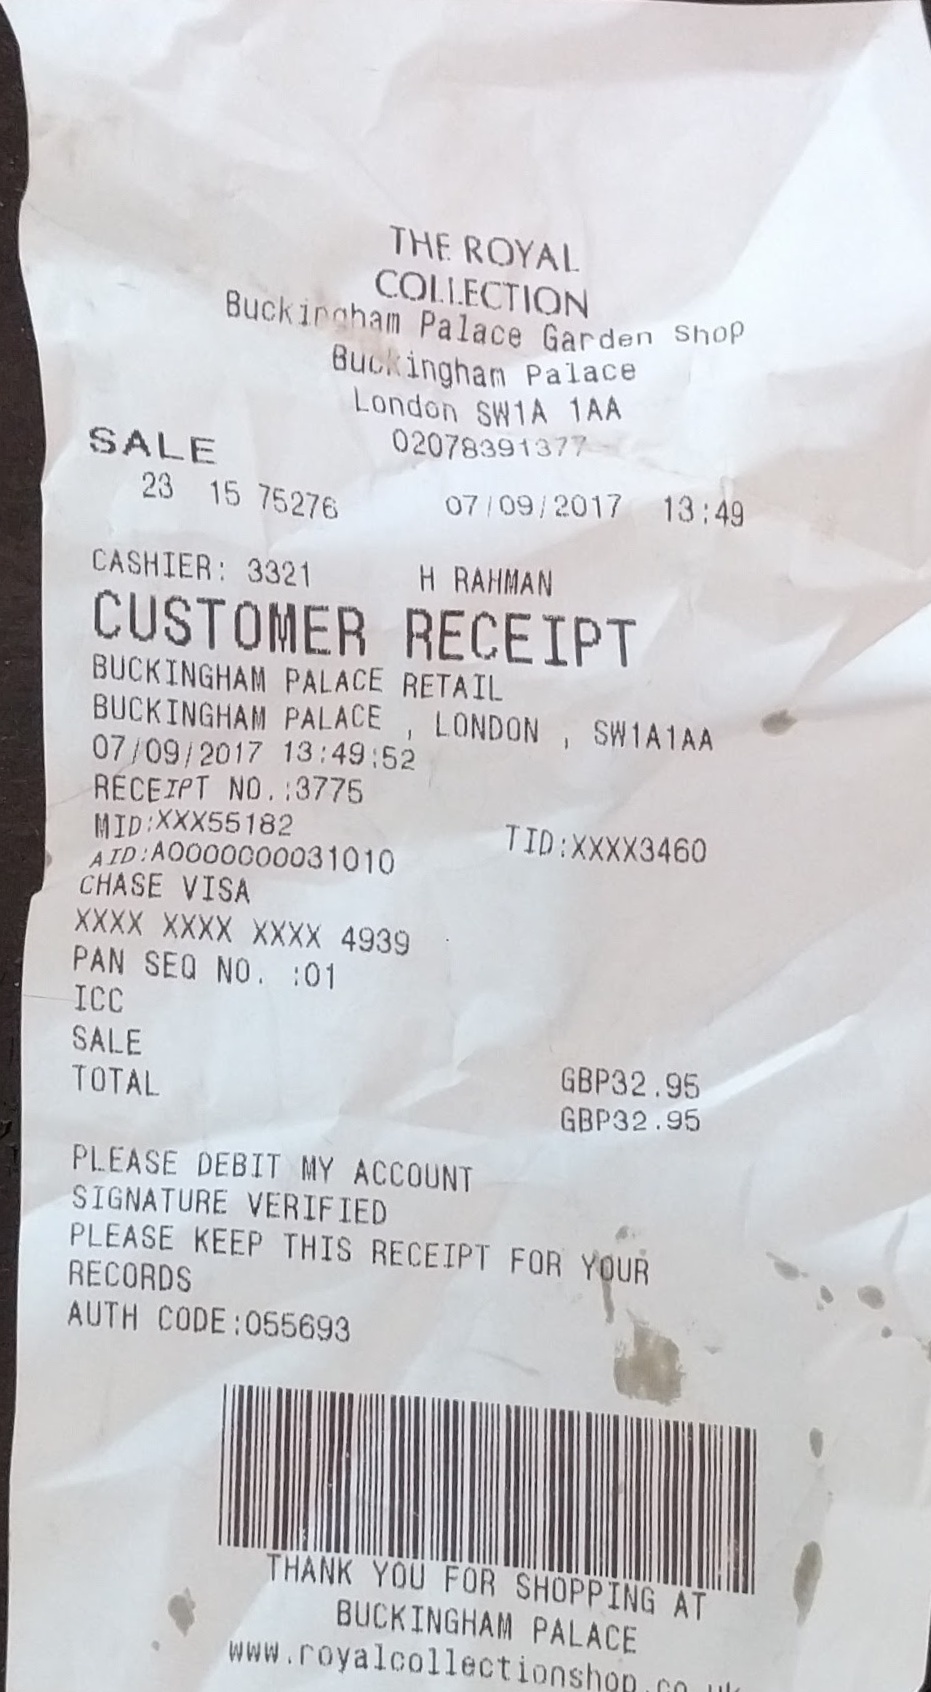 THE ROYAL
COLLECTION
Buckingham Palace Garden Shop
Buckingham Palace
London SW1A 1AA
SALE 02078391377
23 15 75276 07/09/2017 13:49
CASHIER: 3321 H RAHMAN
CUSTOMER RECEIPT
BUCKINGHAM PALACE RETAIL
BUCKINGHAM PALACE , LONDON , SW1A1AA
07/09/2017 13:49:52
RECEIPT NO.:3775
MID:XXX55182 TID:XXXX3460
AID:A0000000031010
CHASE VISA
XXXX XXXX XXXX 4939
PAN SEQ NO. :01
ICC
SALE GBP32.95
TOTAL GBP32.95
PLEASE DEBIT MY ACCOUNT
SIGNATURE VERIFIED
PLEASE KEEP THIS RECEIPT FOR YOUR
RECORDS
AUTH CODE:055693
THANK YOU FOR SHOPPING AT
BUCKINGHAM PALACE
www.royalcollectionshop.co.uk